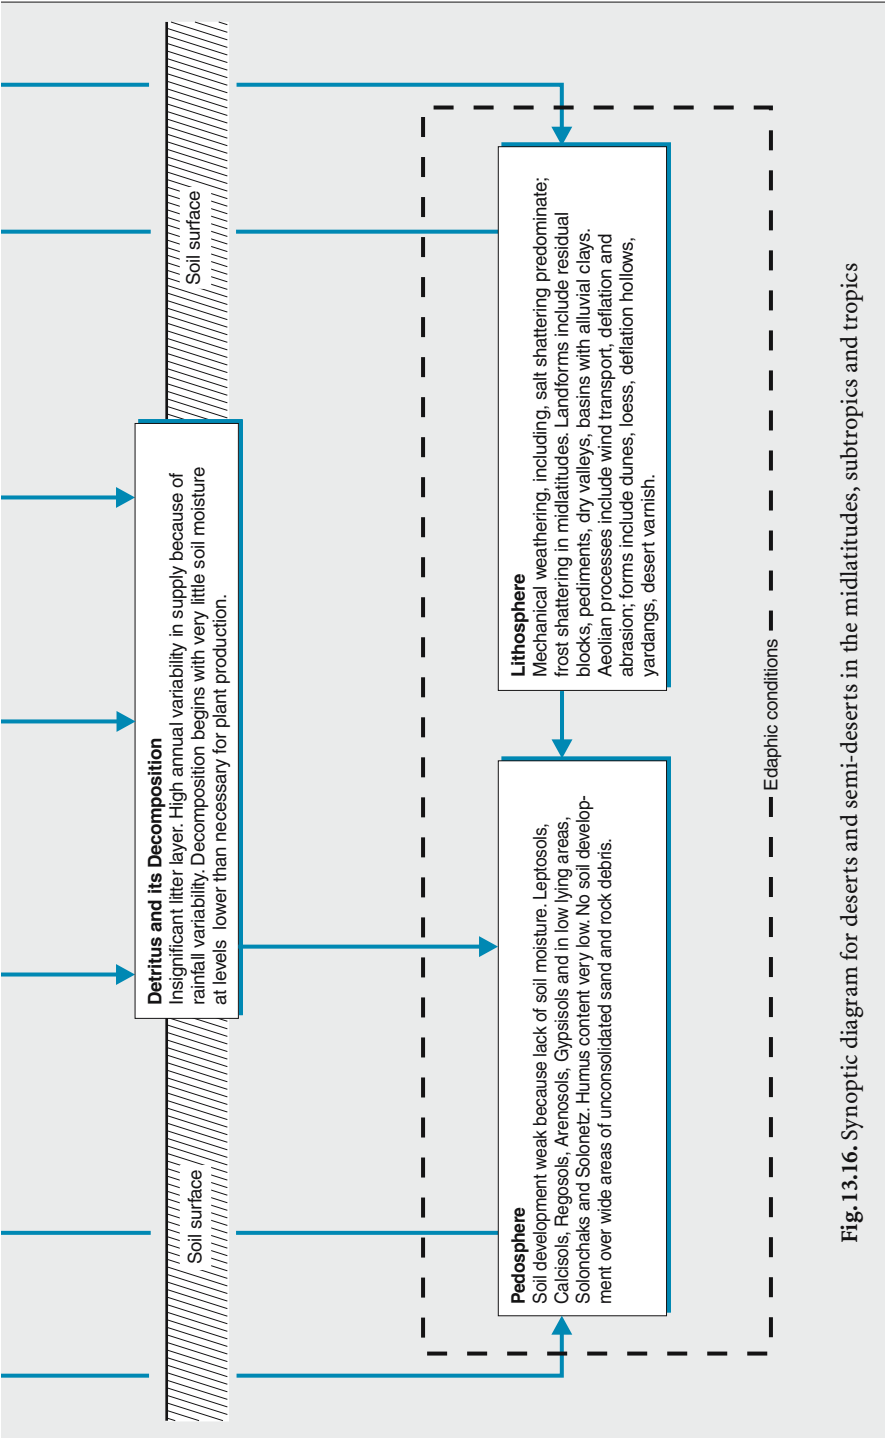 Soil surface
Soil surface
Detritus and its Decomposition
Insignificant litter layer. High annual variability in supply because of
rainfall variability. Decomposition begins with very little soil moisture
at levels lower than necessary for plant production.
Pedosphere
Soil development weak because lack of soil moisture. Leptosols,
Calcisols, Regosols, Arenosols, Gypsisols and in low lying areas,
Solonchaks and Solonetz. Humus content very low. No soil develop-
ment over wide areas of unconsolidated sand and rock debris.
Lithosphere
Mechanical weathering, including, salt shattering predominate;
frost shattering in midlatitudes. Landforms include residual
blocks, pediments, dry valleys, basins with alluvial clays.
Aeolian processes include wind transport, deflation and
abrasion; forms include dunes, loess, deflation hollows,
yardangs, desert varnish.
Edaphic conditions
Fig. 13.16. Synoptic diagram for deserts and semi-deserts in the midlatitudes, subtropics and tropics